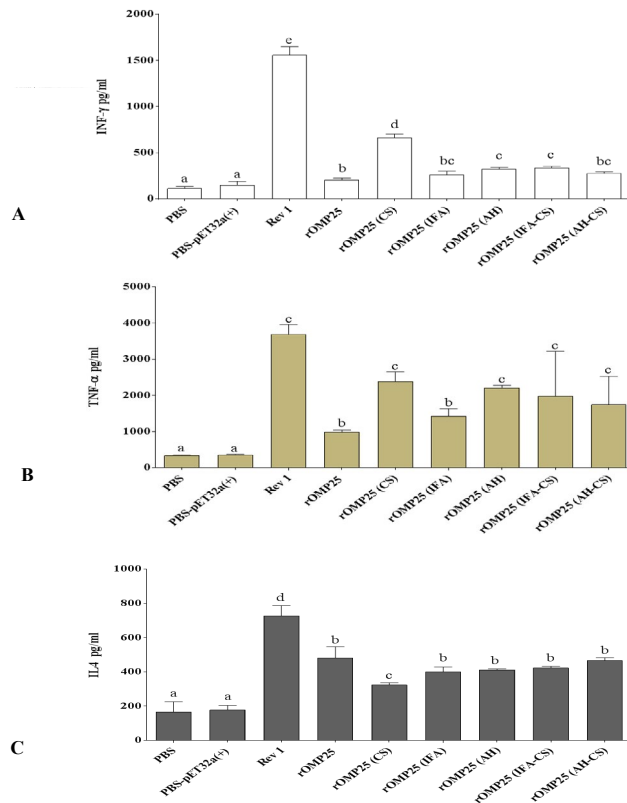 2000
1500
1000
500
0
INF-γ pg/ml
a
a
e
b
d
bc
c
c
bc
PBS
PBS-pET32a(+)
Rev 1
rOMP25
rOMP25 (CS)
rOMP25 (IFA)
rOMP25 (AH)
rOMP25 (IFA-CS)
rOMP25 (AH-CS)
A
5000
4000
3000
2000
1000
0
TNF-α pg/ml
a
a
c
b
c
b
c
c
c
PBS
PBS-pET32a(+)
Rev 1
rOMP25
rOMP25 (CS)
rOMP25 (IFA)
rOMP25 (AH)
rOMP25 (IFA-CS)
rOMP25 (AH-CS)
B
1000
800
600
400
200
0
IL4 pg/ml
a
a
d
b
c
b
b
b
b
PBS
PBS-pET32a(+)
Rev 1
rOMP25
rOMP25 (CS)
rOMP25 (IFA)
rOMP25 (AH)
rOMP25 (IFA-CS)
rOMP25 (AH-CS)
C